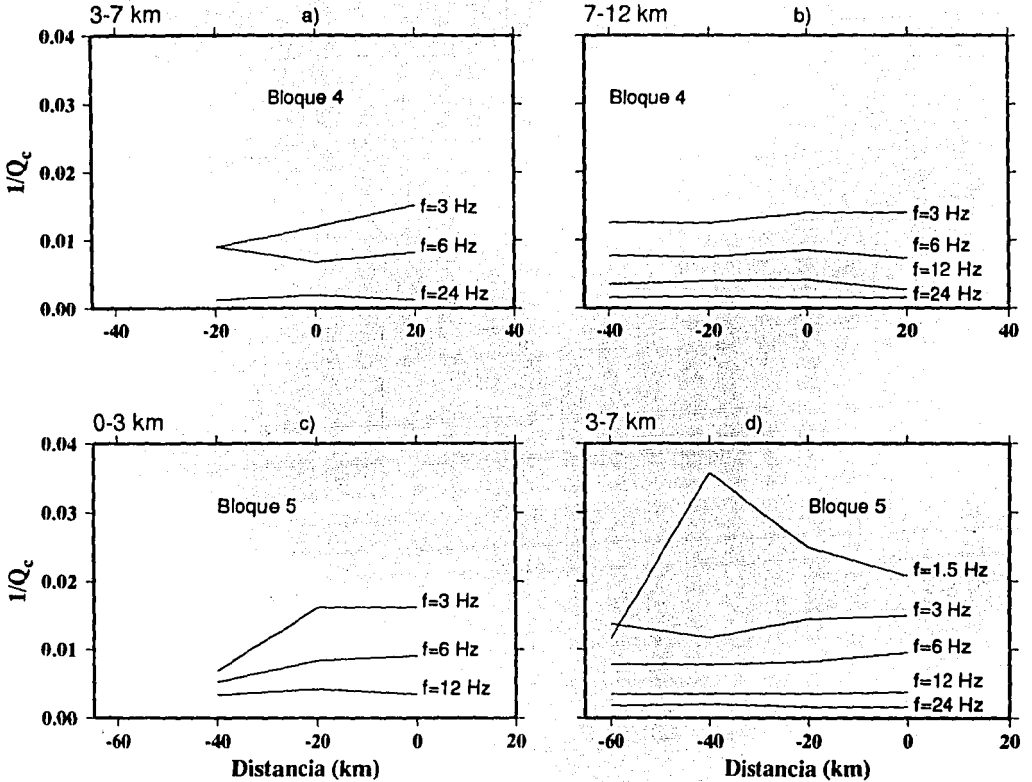 3-7 km
a)
0.04
0.03
0.02
0.01
0.00
1/Qc
Bloque 4
f=3 Hz
f=6 Hz
f=24 Hz
-40 -20 0 20 40
7-12 km
b)
Bloque 4
f=3 Hz
f=6 Hz
f=12 Hz
f=24 Hz
-40 -20 0 20 40
0-3 km
c)
0.04
0.03
0.02
0.01
0.00
1/Qc
Bloque 5
f=3 Hz
f=6 Hz
f=12 Hz
-60 -40 -20 0 20
Distancia (km)
3-7 km
d)
Bloque 5
f=1.5 Hz
f=3 Hz
f=6 Hz
f=12 Hz
f=24 Hz
-60 -40 -20 0 20
Distancia (km)